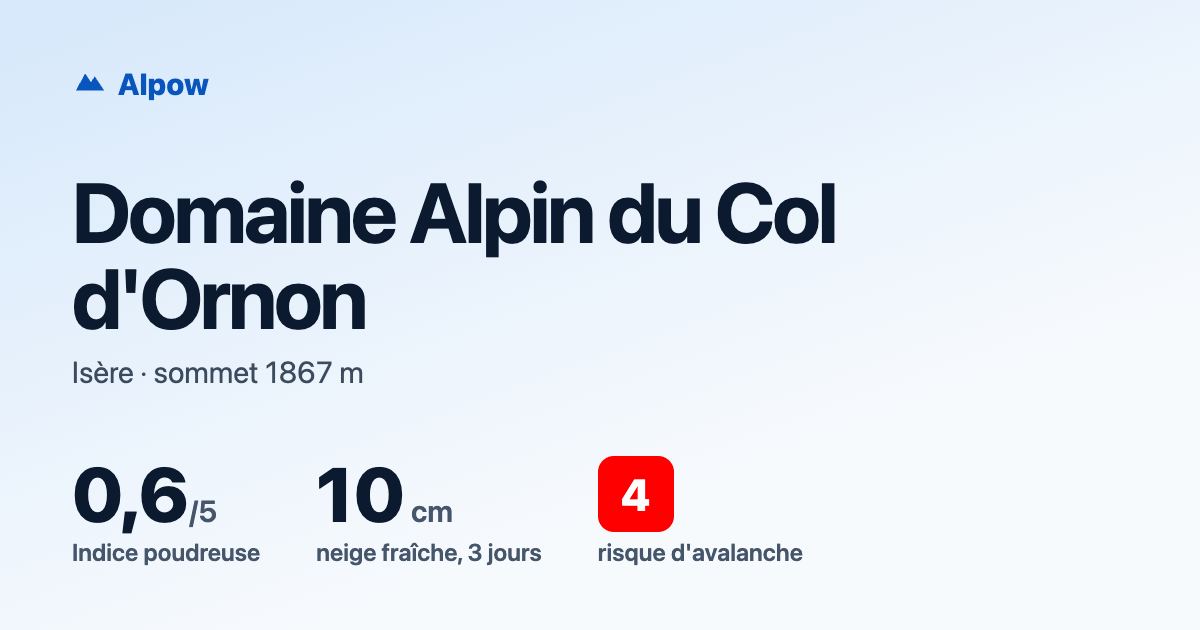 Alpow
Domaine Alpin du Col
d'Ornon
Isère · sommet 1867 m
0,6/5
10 cm
4
Indice poudreuse
neige fraîche, 3 jours
risque d'avalanche